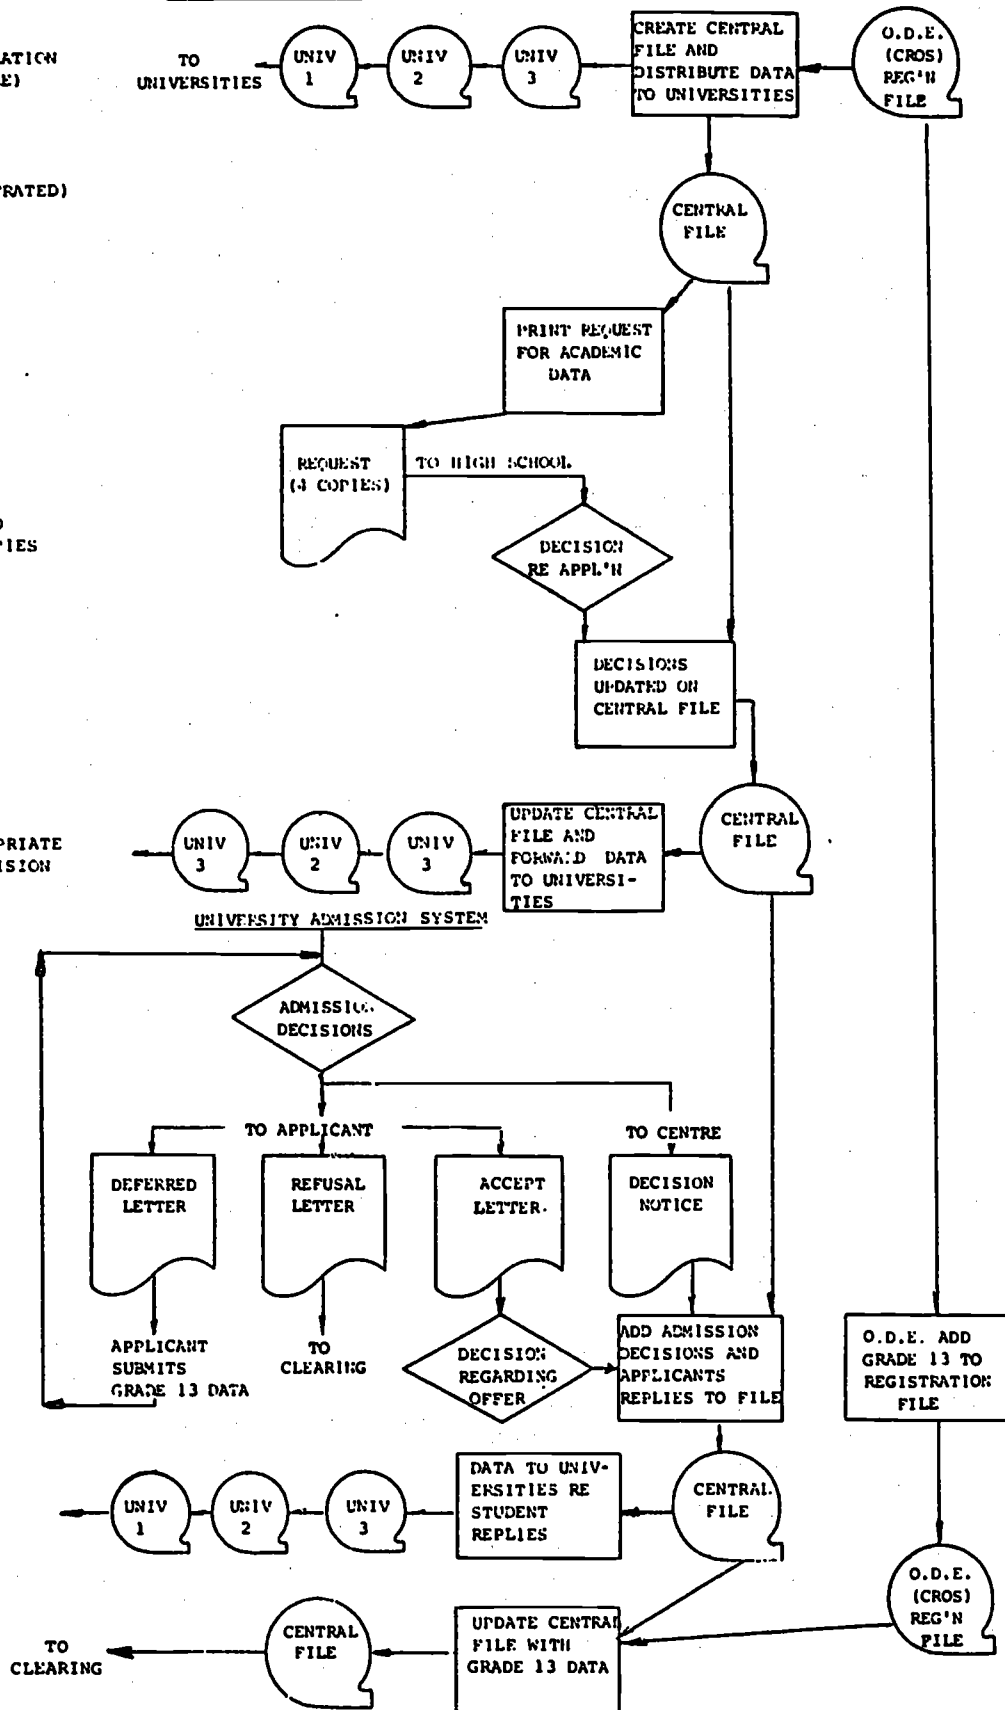 ATION
E)
TO
UNIVERSITIES
UNIV
1
UNIV
2
UNIV
3
CREATE CENTRAL
FILE AND
DISTRIBUTE DATA
TO UNIVERSITIES
O.D.E.
(CROS)
REG'N
FILE
RATED)
CENTRAL
FILE
PRINT REQUEST
FOR ACADEMIC
DATA
REQUEST
(4 COPIES)
TO HIGH SCHOOL
PIES
DECISION
RE APPL'N
DECISIONS
UPDATED ON
CENTRAL FILE
PRIATE
ISION
UNIV
3
UNIV
2
UNIV
3
UPDATE CENTRAL
FILE AND
FORWARD DATA
TO UNIVERSI-
TIES
CENTRAL
FILE
UNIVERSITY ADMISSION SYSTEM
ADMISSION
DECISIONS
TO APPLICANT
TO CENTRE
DEFERRED
LETTER
REFUSAL
LETTER
ACCEPT
LETTER.
DECISION
NOTICE
APPLICANT
SUBMITS
GRADE 13 DATA
TO
CLEARING
DECISION
REGARDING
OFFER
ADD ADMISSION
DECISIONS AND
APPLICANTS
REPLIES TO FILE
O.D.E. ADD
GRADE 13 TO
REGISTRATION
FILE
UNIV
1
UNIV
2
UNIV
3
DATA TO UNIV-
ERSITIES RE
STUDENT
REPLIES
CENTRAL
FILE
O.D.E.
(CROS)
REG'N
FILE
TO
CLEARING
CENTRAL
FILE
UPDATE CENTRAL
FILE WITH
GRADE 13 DATA